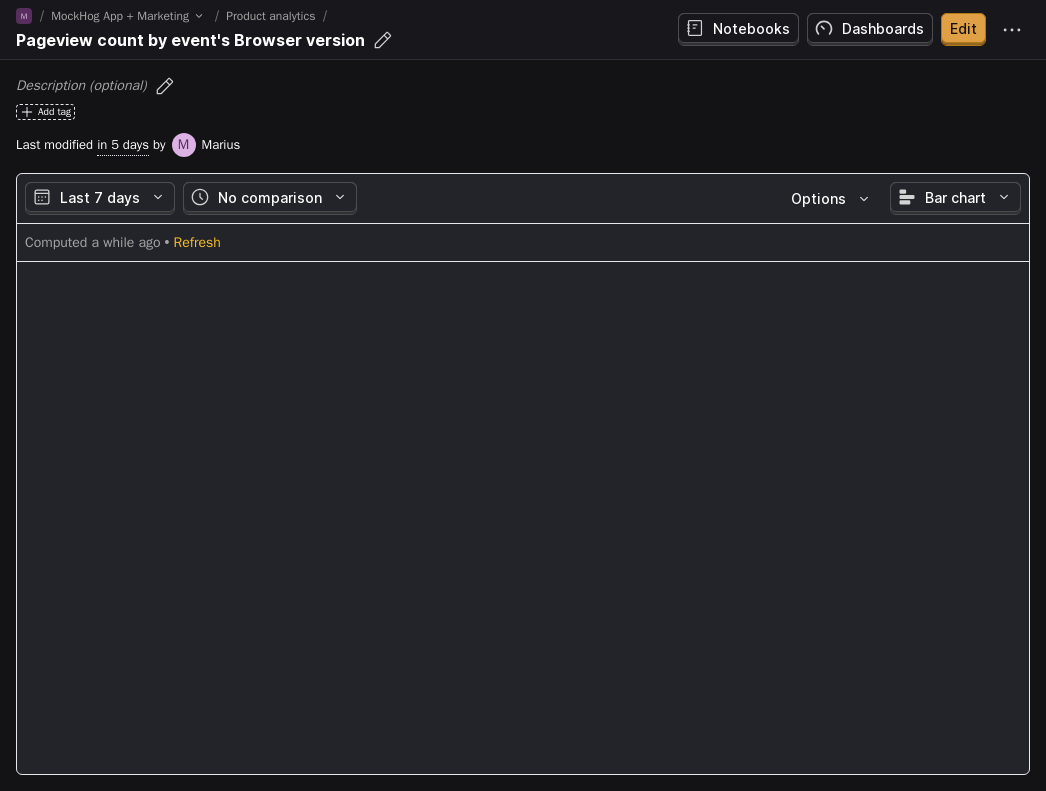 M / MockHog App + Marketing / Product analytics /
Pageview count by event's Browser version
Notebooks
Dashboards
Edit
Description (optional)
Add tag
Last modified in 5 days by M Marius
Last 7 days
No comparison
Options
Bar chart
Computed a while ago • Refresh